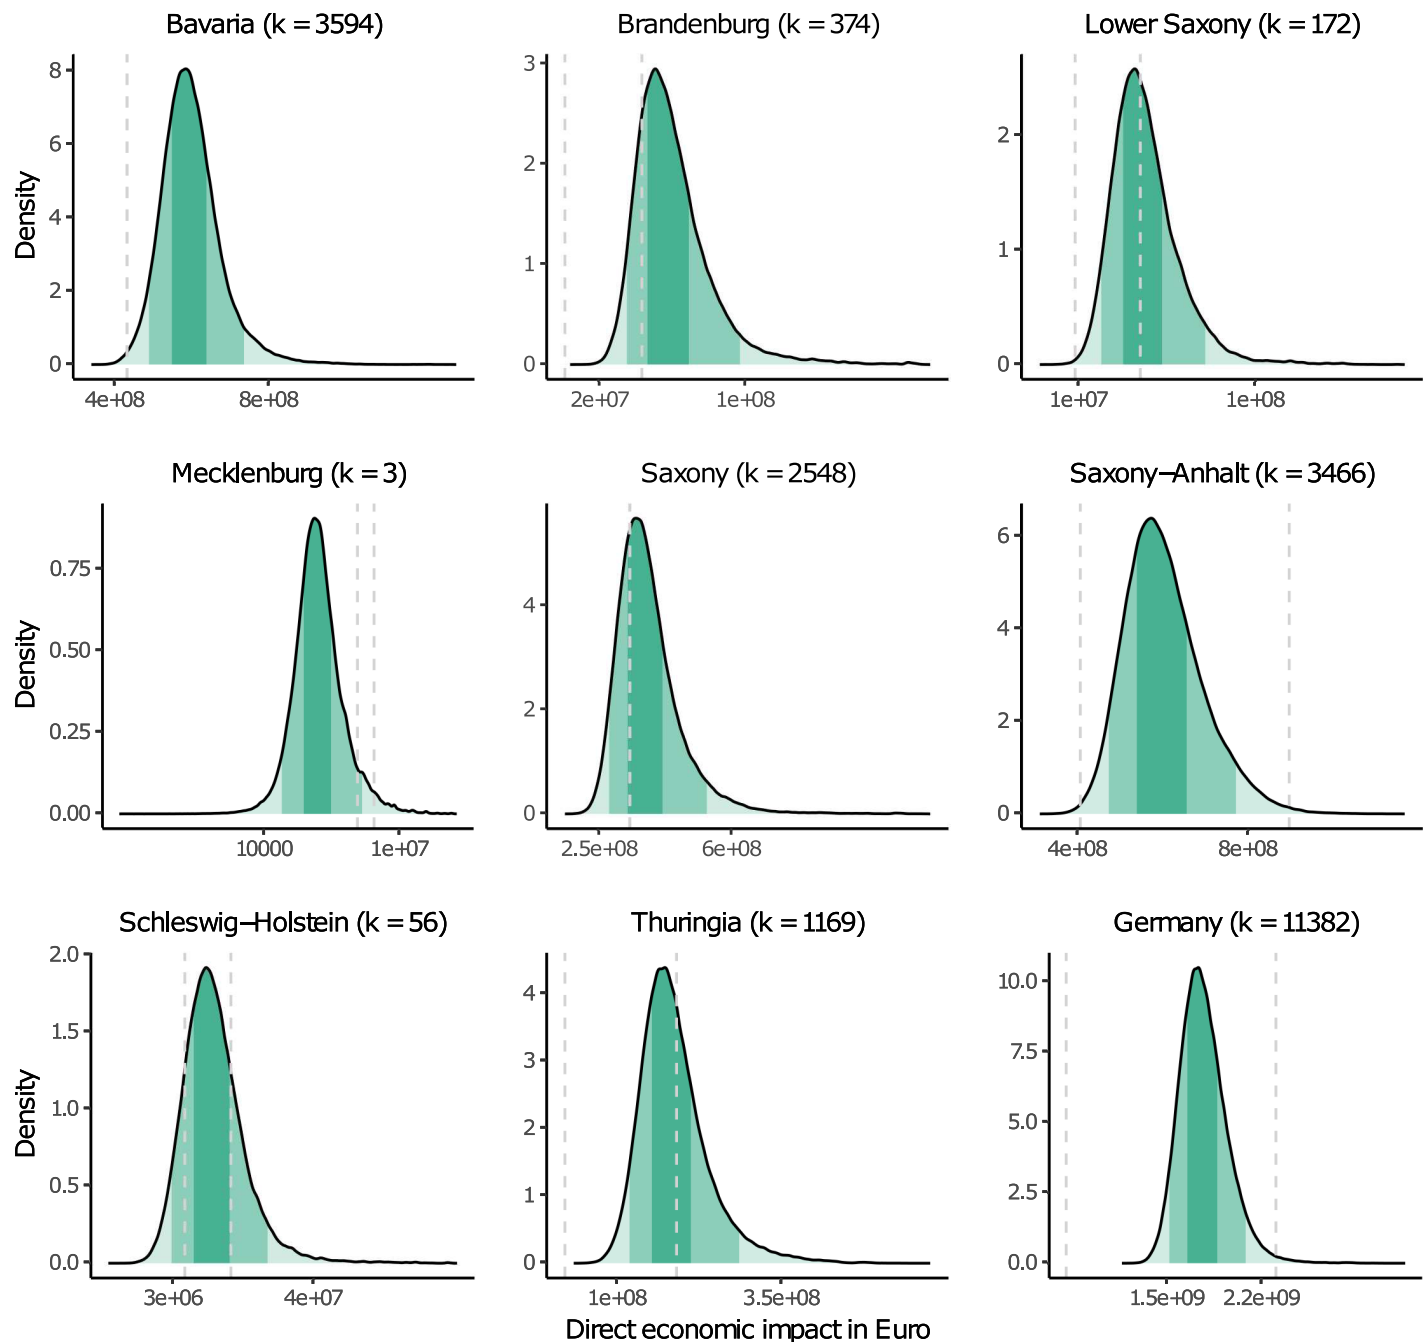 Bavaria (k = 3594)
Brandenburg (k = 374)
Lower Saxony (k = 172)
Density
8
6
4
2
0
4e+08
8e+08
3
2
1
0
2e+07
1e+08
2
1
0
1e+07
1e+08
Mecklenburg (k = 3)
Saxony (k = 2548)
Saxony–Anhalt (k = 3466)
Density
0.75
0.50
0.25
0.00
10000
1e+07
4
2
0
2.5e+08
6e+08
6
4
2
0
4e+08
8e+08
Schleswig–Holstein (k = 56)
Thuringia (k = 1169)
Germany (k = 11382)
Density
2.0
1.5
1.0
0.5
0.0
3e+06
4e+07
4
3
2
1
0
1e+08
3.5e+08
10.0
7.5
5.0
2.5
0.0
1.5e+09
2.2e+09
Direct economic impact in Euro